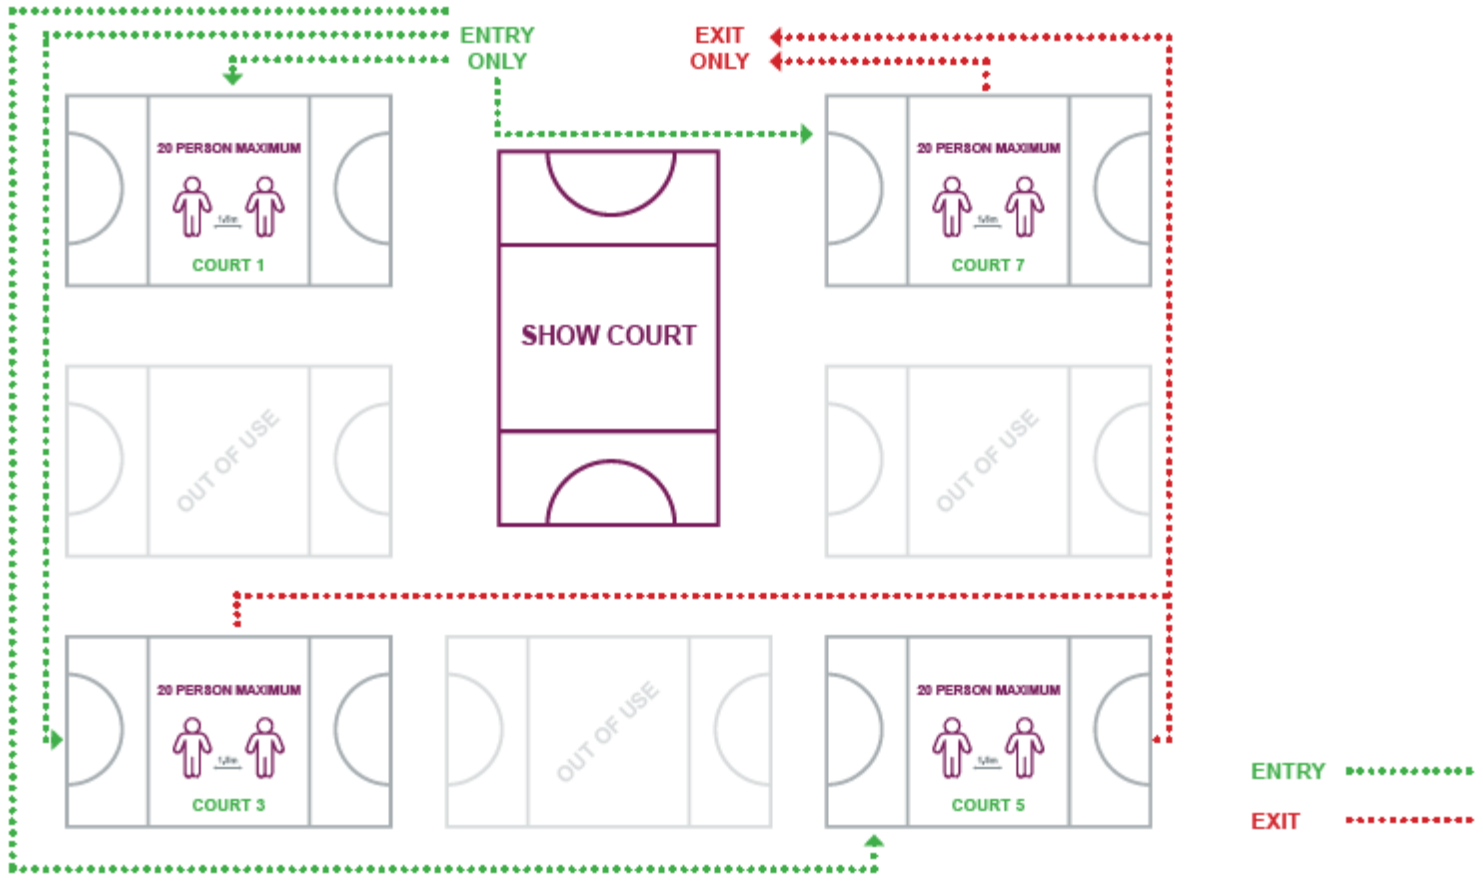 ENTRY
ONLY
EXIT
ONLY
20 PERSON MAXIMUM
COURT 1
SHOW COURT
20 PERSON MAXIMUM
COURT 7
OUT OF USE
OUT OF USE
20 PERSON MAXIMUM
COURT 3
OUT OF USE
20 PERSON MAXIMUM
COURT 5
ENTRY
EXIT